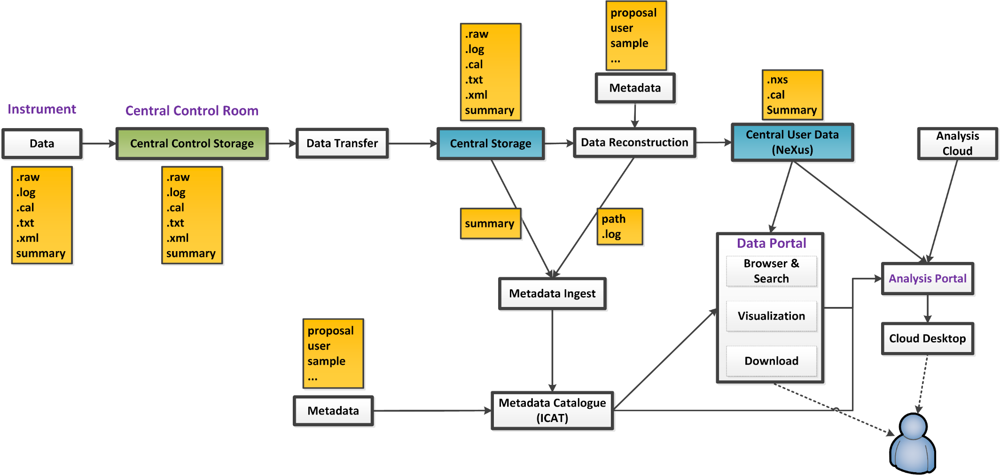 Instrument
Data
.raw
.log
.cal
.txt
.xml
summary
Central Control Room
Central Control Storage
.raw
.log
.cal
.txt
.xml
summary
Data Transfer
.raw
.log
.cal
.txt
.xml
summary
Central Storage
proposal
user
sample
...
Metadata
Data Reconstruction
.nxs
.cal
Summary
Central User Data
(NeXus)
Analysis
Cloud
summary
path
.log
Metadata Ingest
proposal
user
sample
...
Metadata
Metadata Catalogue
(ICAT)
Data Portal
Browser &
Search
Visualization
Download
Analysis Portal
Cloud Desktop